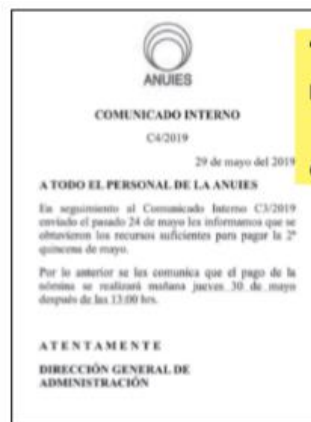 ANUIES
COMUNICADO INTERNO
C4/2019
29 de mayo del 2019
A TODO EL PERSONAL DE LA ANUIES
En seguimiento al Comunicado Interno C3/2019
enviado el pasado 24 de mayo les informamos que se
obtuvieron los recursos suficientes para pagar la 2ª
quincena de mayo.
Por lo anterior se les comunica que el pago de la
nómina se realizará mañana jueves 30 de mayo
después de las 13:00 hrs.
A T E N T A M E N T E
DIRECCIÓN GENERAL DE
ADMINISTRACIÓN